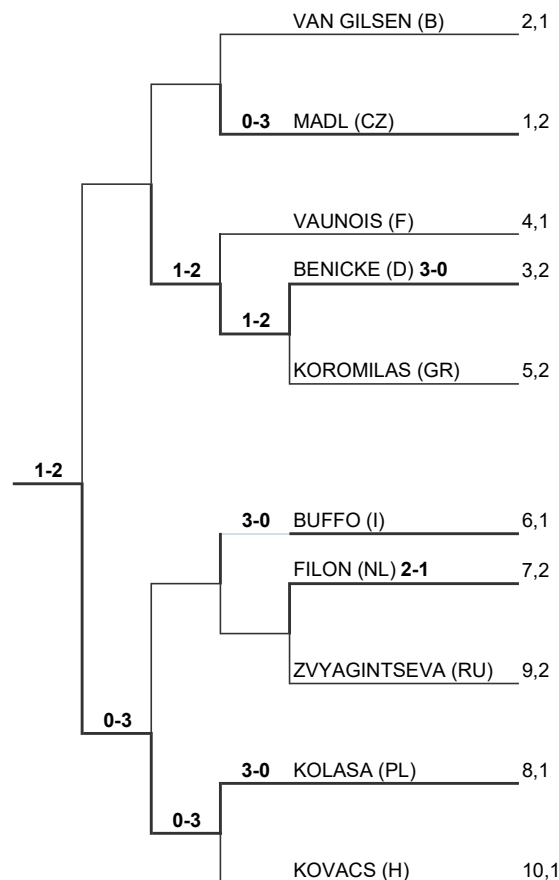 VAN GILSEN (B) 2,1
0-3 MADL (CZ) 1,2
VAUNOIS (F) 4,1
1-2 BENICKE (D) 3-0 3,2
1-2
KOROMILAS (GR) 5,2
1-2
3-0 BUFFO (I) 6,1
FILON (NL) 2-1 7,2
ZVYAGINTSEVA (RU) 9,2
0-3
3-0 KOLASA (PL) 8,1
0-3
KOVACS (H) 10,1